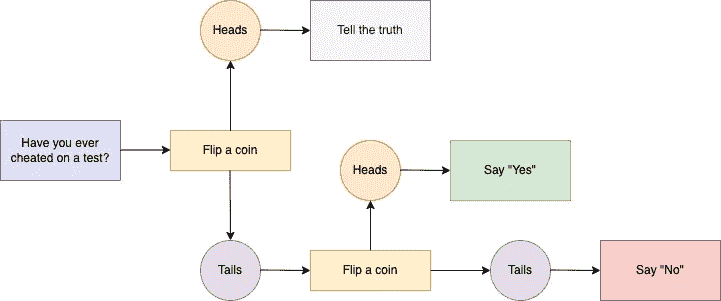 Heads
Tell the truth
Have you ever
cheated on a test?
Flip a coin
Heads
Say "Yes"
Tails
Flip a coin
Tails
Say "No"